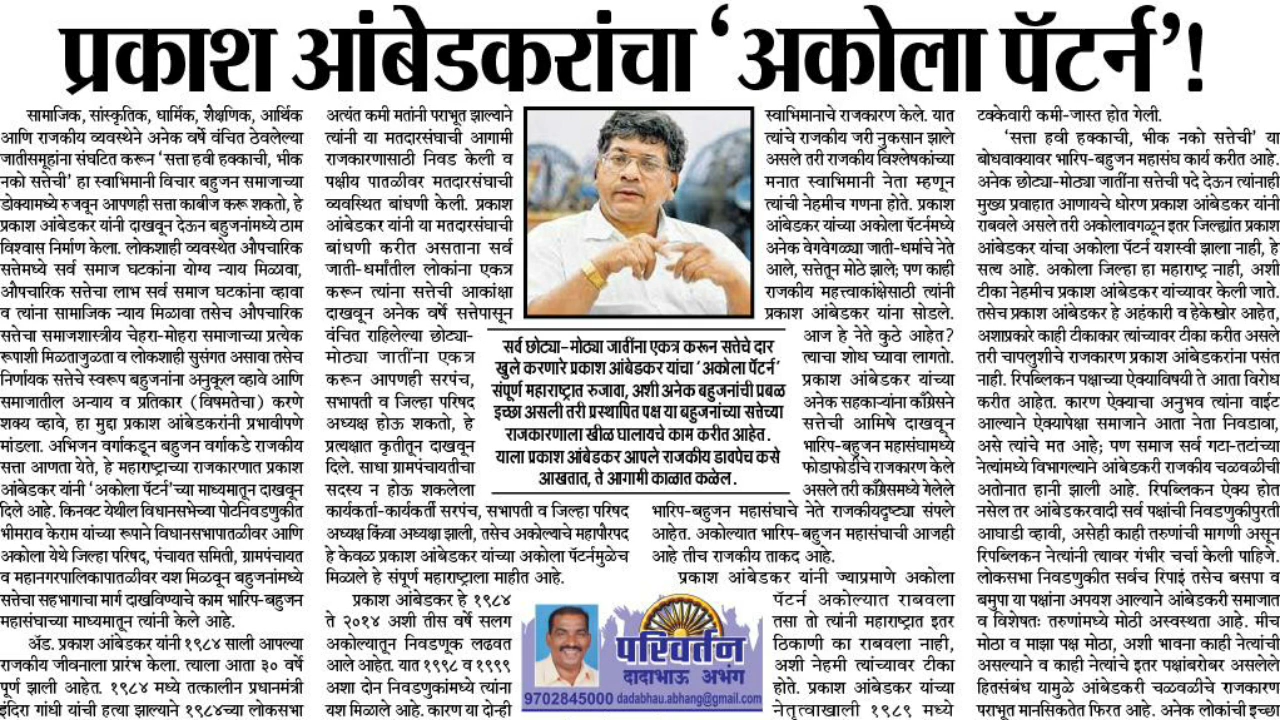 प्रकाश आंबेडकरांचा ‘अकोला पॅटर्न’!
सामाजिक, सांस्कृतिक, धार्मिक, शैक्षणिक, आर्थिक
आणि राजकीय व्यवस्थेने अनेक वर्षे वंचित ठेवलेल्या
जातीसमूहांना संघटित करून ‘सत्ता हवी हक्काची, भीक
नको सत्तेची’ हा स्वाभिमानी विचार बहुजन समाजाच्या
डोक्यामध्ये रुजवून आपणही सत्ता काबीज करू शकतो, हे
प्रकाश आंबेडकर यांनी दाखवून देऊन बहुजनांमध्ये ठाम
विश्वास निर्माण केला. लोकशाही व्यवस्थेत औपचारिक
सत्तेमध्ये सर्व समाज घटकांना योग्य न्याय मिळावा,
औपचारिक सत्तेचा लाभ सर्व समाज घटकांना व्हावा
व त्यांना सामाजिक न्याय मिळावा तसेच औपचारिक
सत्तेचा समाजशास्त्रीय चेहरा-मोहरा समाजाच्या प्रत्येक
रूपाशी मिळताजुळता व लोकशाही सुसंगत असावा तसेच
निर्णायक सत्तेचे स्वरूप बहुजनांना अनुकूल व्हावे आणि
समाजातील अन्याय व प्रतिकार (विषमतेचा) करणे
शक्य व्हावे, हा मुद्दा प्रकाश आंबेडकरांनी प्रभावीपणे
मांडला. अभिजन वर्गाकडून बहुजन वर्गाकडे राजकीय
सत्ता आणता येते, हे महाराष्ट्राच्या राजकारणात प्रकाश
आंबेडकर यांनी ‘अकोला पॅटर्न’च्या माध्यमातून दाखवून
दिले आहे. किनवट येथील विधानसभेच्या पोटनिवडणुकीत
भीमराव केराम यांच्या रूपाने विधानसभापातळीवर आणि
अकोला येथे जिल्हा परिषद, पंचायत समिती, ग्रामपंचायत
व महानगरपालिकापातळीवर यश मिळवून बहुजनांमध्ये
सत्तेचा सहभागाचा मार्ग दाखविण्याचे काम भारिप-बहुजन
महासंघाच्या माध्यमातून त्यांनी केले आहे.
ॲड. प्रकाश आंबेडकर यांनी १९८४ साली आपल्या
राजकीय जीवनाला प्रारंभ केला. त्याला आता ३० वर्षे
पूर्ण झाली आहेत. १९८४ मध्ये तत्कालीन प्रधानमंत्री
इंदिरा गांधी यांची हत्या झाल्याने १९८४च्या लोकसभा
अत्यंत कमी मतांनी पराभूत झाल्याने
त्यांनी या मतदारसंघाची आगामी
राजकारणासाठी निवड केली व
पक्षीय पातळीवर मतदारसंघाची
व्यवस्थित बांधणी केली. प्रकाश
आंबेडकर यांनी या मतदारसंघाची
बांधणी करीत असताना सर्व
जाती-धर्मांतील लोकांना एकत्र
करून त्यांना सत्तेची आकांक्षा
दाखवून अनेक वर्षे सत्तेपासून
वंचित राहिलेल्या छोट्या-
मोठ्या जातींना एकत्र
करून आपणही सरपंच,
सभापती व जिल्हा परिषद
अध्यक्ष होऊ शकतो, हे
प्रत्यक्षात कृतीतून दाखवून
दिले. साधा ग्रामपंचायतीचा
सदस्य न होऊ शकलेला
कार्यकर्ता-कार्यकर्ती सरपंच, सभापती व जिल्हा परिषद
अध्यक्ष किंवा अध्यक्षा झाली, तसेच अकोल्याचे महापौरपद
हे केवळ प्रकाश आंबेडकर यांच्या अकोला पॅटर्नमुळेच
मिळाले हे संपूर्ण महाराष्ट्राला माहीत आहे.
प्रकाश आंबेडकर हे १९८४
ते २०१४ अशी तीस वर्षे सलग
अकोल्यातून निवडणूक लढवत
आले आहेत. यात १९९८ व १९९९
अशा दोन निवडणुकांमध्ये त्यांना
यश मिळाले आहे. कारण या दोन्ही
सर्व छोट्या-मोठ्या जातींना एकत्र करून सत्तेचे दार
खुले करणारे प्रकाश आंबेडकर यांचा ‘अकोला पॅटर्न’
संपूर्ण महाराष्ट्रात रुजावा, अशी अनेक बहुजनांची प्रबळ
इच्छा असली तरी प्रस्थापित पक्ष या बहुजनांच्या सत्तेच्या
राजकारणाला खीळ घालायचे काम करीत आहेत.
याला प्रकाश आंबेडकर आपले राजकीय डावपेच कसे
आखतात, ते आगामी काळात कळेल.
परिवर्तन
दादाभाऊ अभंग
9702845000 dadabhau.abhang@gmail.com
स्वाभिमानाचे राजकारण केले. यात
त्यांचे राजकीय जरी नुकसान झाले
असले तरी राजकीय विश्लेषकांच्या
मनात स्वाभिमानी नेता म्हणून
त्यांची नेहमीच गणना होते. प्रकाश
आंबेडकर यांच्या अकोला पॅटर्नमध्ये
अनेक वेगवेगळ्या जाती-धर्माचे नेते
आले, सत्तेतून मोठे झाले; पण काही
राजकीय महत्त्वाकांक्षेसाठी त्यांनी
प्रकाश आंबेडकर यांना सोडले.
आज हे नेते कुठे आहेत?
त्याचा शोध घ्यावा लागतो.
प्रकाश आंबेडकर यांच्या
अनेक सहकाऱ्यांना काँग्रेसने
सत्तेची आमिषे दाखवून
भारिप-बहुजन महासंघामध्ये
फोडाफोडीचे राजकारण केले
असले तरी काँग्रेसमध्ये गेलेले
भारिप-बहुजन महासंघाचे नेते राजकीयदृष्ट्या संपले
आहेत. अकोल्यात भारिप-बहुजन महासंघाची आजही
आहे तीच राजकीय ताकद आहे.
प्रकाश आंबेडकर यांनी ज्याप्रमाणे अकोला
पॅटर्न अकोल्यात राबवला
तसा तो त्यांनी महाराष्ट्रात इतर
ठिकाणी का राबवला नाही,
अशी नेहमी त्यांच्यावर टीका
होते. प्रकाश आंबेडकर यांच्या
नेतृत्वाखाली १९८९ मध्ये
टक्केवारी कमी-जास्त होत गेली.
‘सत्ता हवी हक्काची, भीक नको सत्तेची’ या
बोधवाक्यावर भारिप-बहुजन महासंघ कार्य करीत आहे.
अनेक छोट्या-मोठ्या जातींना सत्तेची पदे देऊन त्यांनाही
मुख्य प्रवाहात आणायचे धोरण प्रकाश आंबेडकर यांनी
राबवले असले तरी अकोलावगळून इतर जिल्ह्यांत प्रकाश
आंबेडकर यांचा अकोला पॅटर्न यशस्वी झाला नाही, हे
सत्य आहे. अकोला जिल्हा हा महाराष्ट्र नाही, अशी
टीका नेहमीच प्रकाश आंबेडकर यांच्यावर केली जाते.
तसेच प्रकाश आंबेडकर हे अहंकारी व हेकेखोर आहेत,
अशाप्रकारे काही टीकाकार त्यांच्यावर टीका करीत असले
तरी चापलुशीचे राजकारण प्रकाश आंबेडकरांना पसंत
नाही. रिपब्लिकन पक्षाच्या ऐक्याविषयी ते आता विरोध
करीत आहेत. कारण ऐक्याचा अनुभव त्यांना वाईट
आल्याने ऐक्यापेक्षा समाजाने आता नेता निवडावा,
असे त्यांचे मत आहे; पण समाज सर्व गटा-तटांच्या
नेत्यांमध्ये विभागल्याने आंबेडकरी राजकीय चळवळीची
अतोनात हानी झाली आहे. रिपब्लिकन ऐक्य होत
नसेल तर आंबेडकरवादी सर्व पक्षांची निवडणुकीपुरती
आघाडी व्हावी, असेही काही तरुणांची मागणी असून
रिपब्लिकन नेत्यांनी त्यावर गंभीर चर्चा केली पाहिजे.
लोकसभा निवडणुकीत सर्वच रिपाइं तसेच बसपा व
बमुपा या पक्षांना अपयश आल्याने आंबेडकरी समाजात
व विशेषतः तरुणांमध्ये मोठी अस्वस्थता आहे. मीच
मोठा व माझा पक्ष मोठा, अशी भावना काही नेत्यांची
असल्याने व काही नेत्यांचे इतर पक्षांबरोबर असलेले
हितसंबंध यामुळे आंबेडकरी चळवळीचे राजकारण
पराभूत मानसिकतेत फिरत आहे. अनेक लोकांची इच्छा